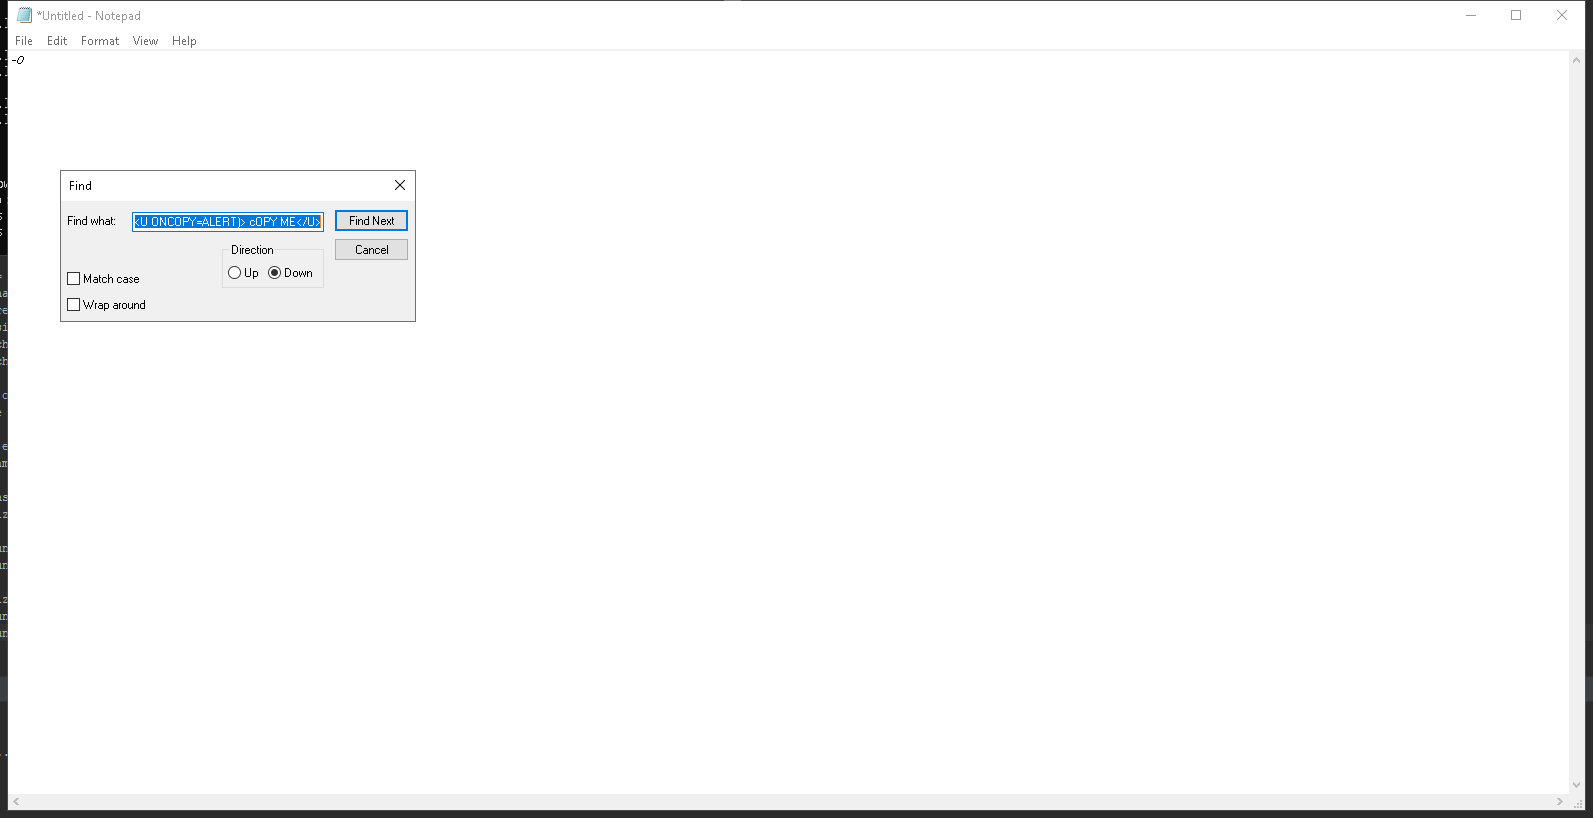 *Untitled - Notepad
File Edit Format View Help
-0
Find
Find what: <U ONCOPY=ALERT)> cOPY ME</U> Find Next
Direction Cancel
Up Down
Match case
Wrap around